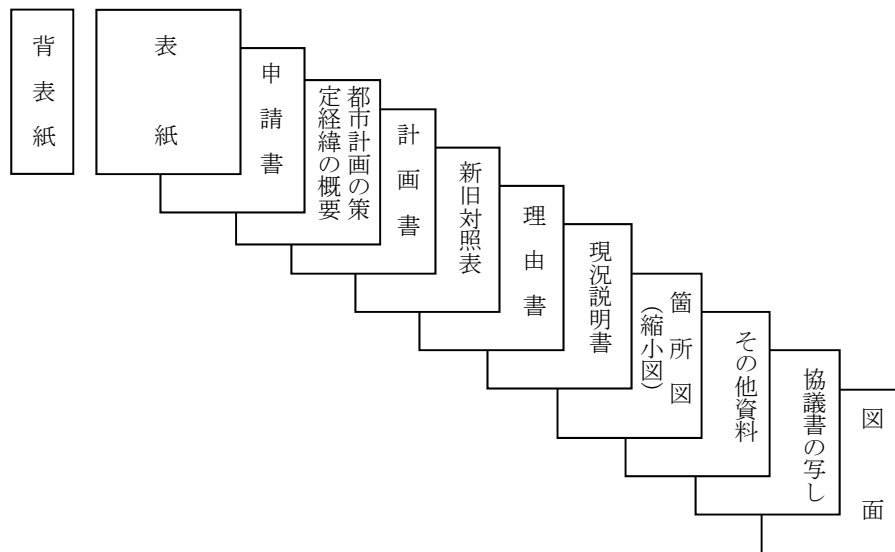 背表紙
表紙
申請書
都市計画の策
定経緯の概要
計画書
新旧対照表
理由書
現況説明書
箇所図
（縮小図）
その他資料
協議書の写し
図面